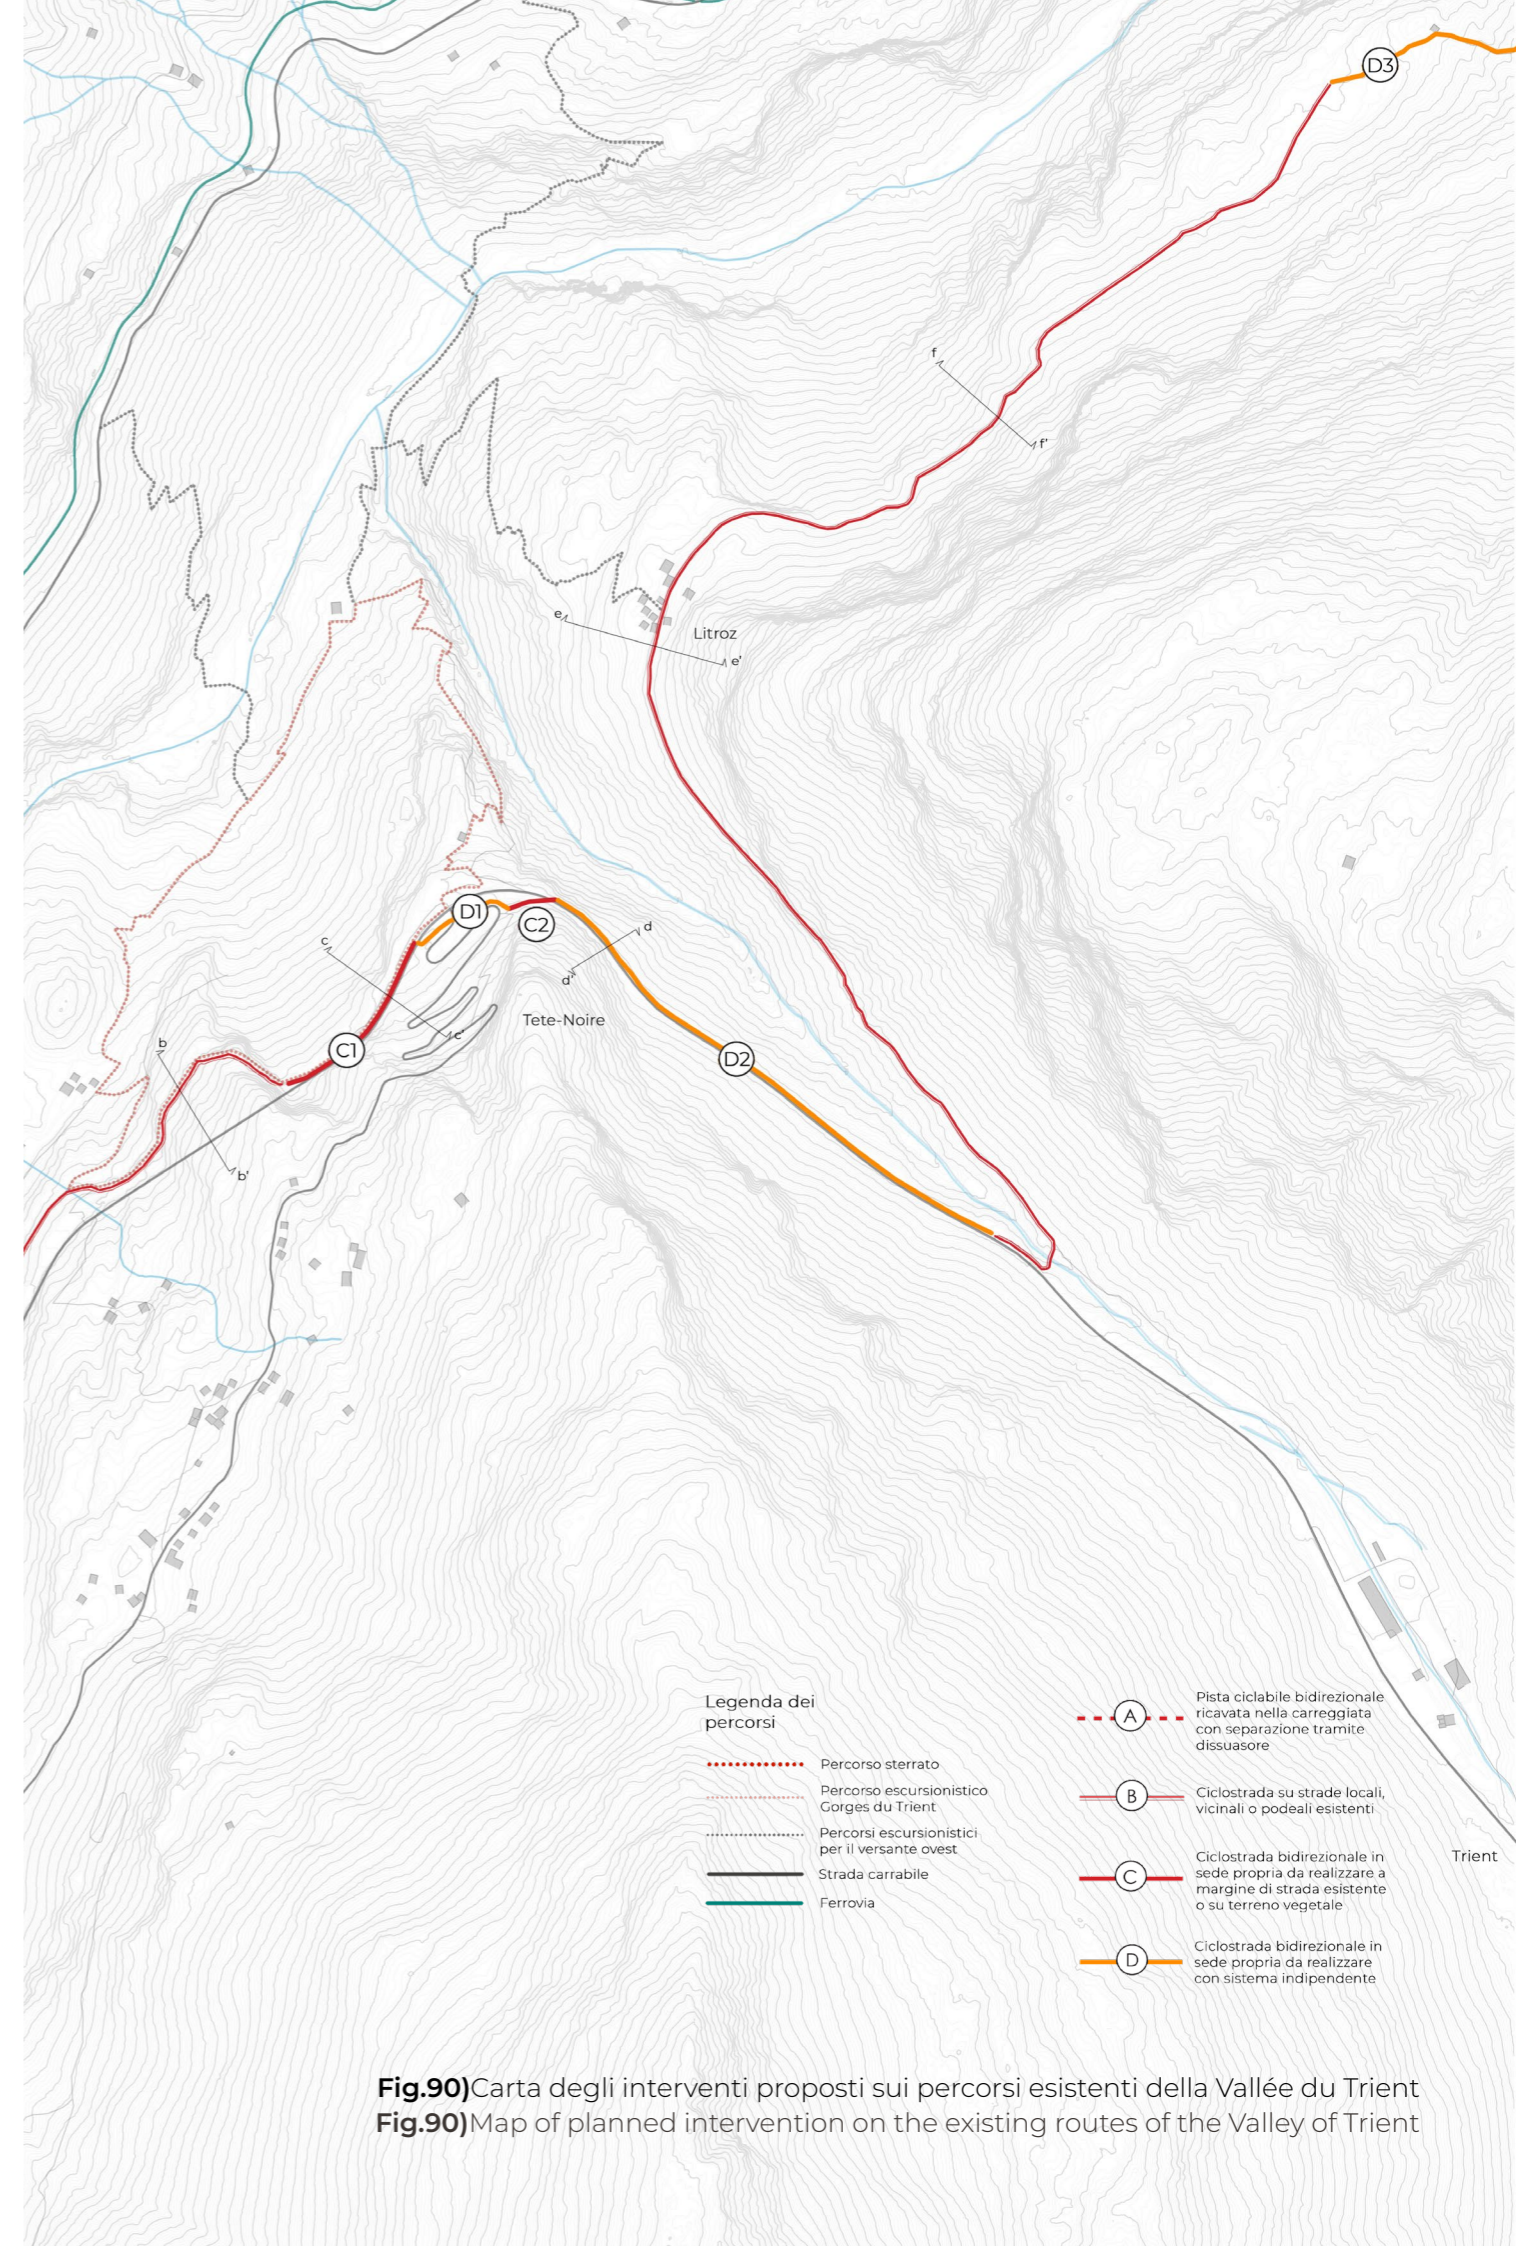 D3
f
f'
e
e'
Litroz
D1
C2
c
d
d'
c'
Tete-Noire
b
C1
D2
b'
Legenda dei
percorsi
Percorso sterrato
Percorso escursionistico
Gorges du Trient
Percorsi escursionistici
per il versante ovest
Strada carrabile
Ferrovia
A
Pista ciclabile bidirezionale
ricavata nella carreggiata
con separazione tramite
dissuasore
B
Ciclostrada su strade locali,
vicinali o podeali esistenti
C
Ciclostrada bidirezionale in
sede propria da realizzare a
margine di strada esistente
o su terreno vegetale
D
Ciclostrada bidirezionale in
sede propria da realizzare
con sistema indipendente
Trient
Fig.90)Carta degli interventi proposti sui percorsi esistenti della Vallée du Trient
Fig.90)Map of planned intervention on the existing routes of the Valley of Trient